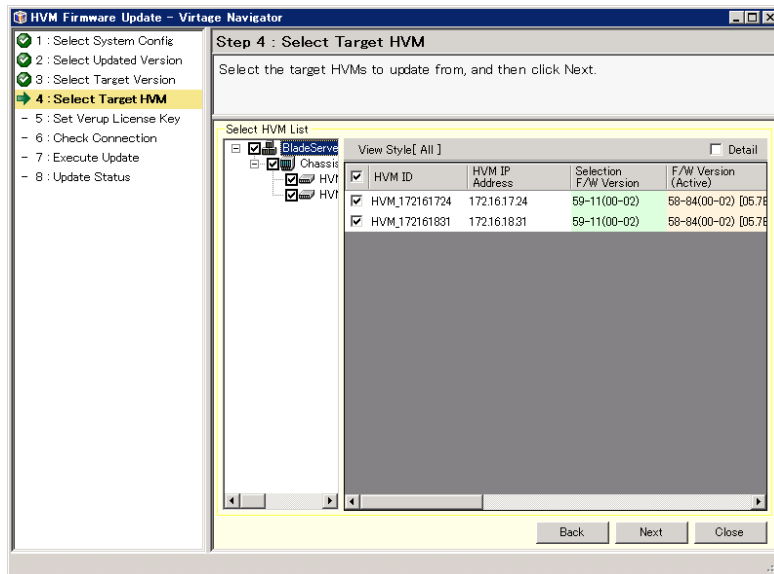 HVM Firmware Update - Virtage Navigator
1 : Select System Config
2 : Select Updated Version
3 : Select Target Version
4 : Select Target HVM
- 5 : Set Verup License Key
- 6 : Check Connection
- 7 : Execute Update
- 8 : Update Status
Step 4 : Select Target HVM
Select the target HVMs to update from, and then click Next.
Select HVM List
BladeServe
Chassis
HVM
HVM
View Style[ All ]
Detail
HVM ID
HVM IP Address
Selection F/W Version
F/W Version (Active)
HVM_172161724
172.16.17.24
59-11(00-02)
58-84(00-02) [05.7E
HVM_172161831
172.16.18.31
59-11(00-02)
58-84(00-02) [05.7E
Back
Next
Close